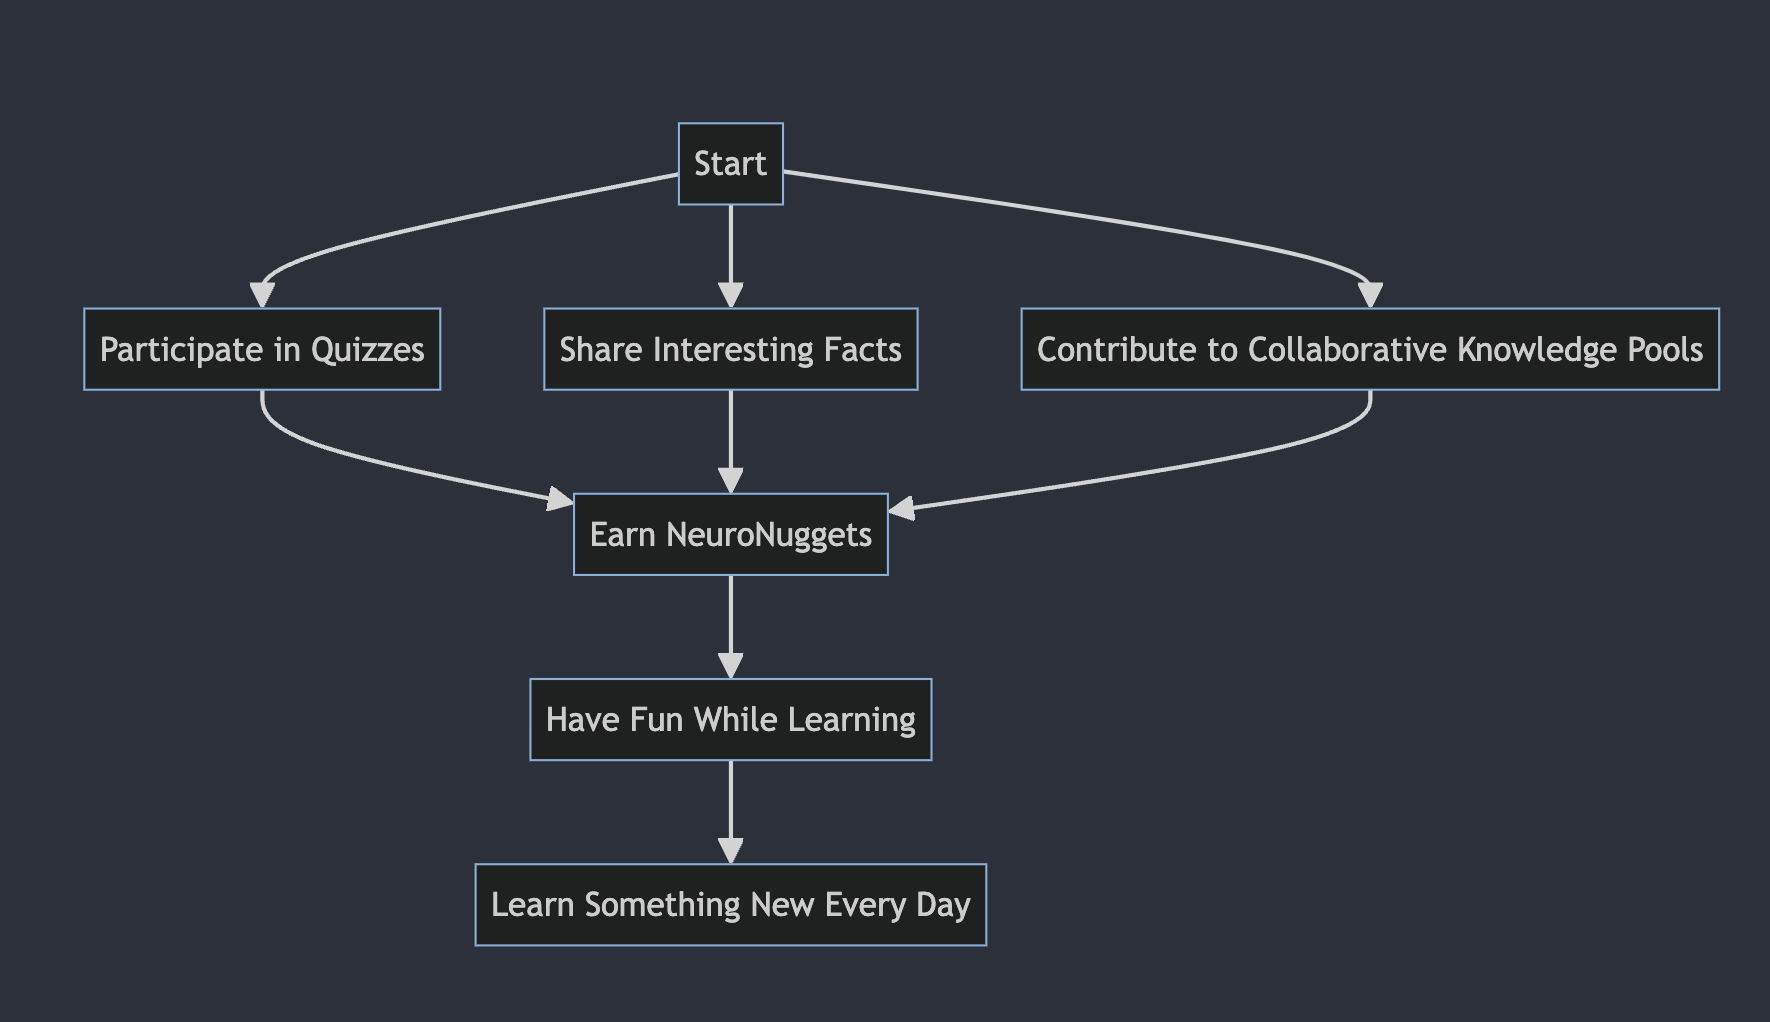 Start
Participate in Quizzes
Share Interesting Facts
Contribute to Collaborative Knowledge Pools
Earn NeuroNuggets
Have Fun While Learning
Learn Something New Every Day